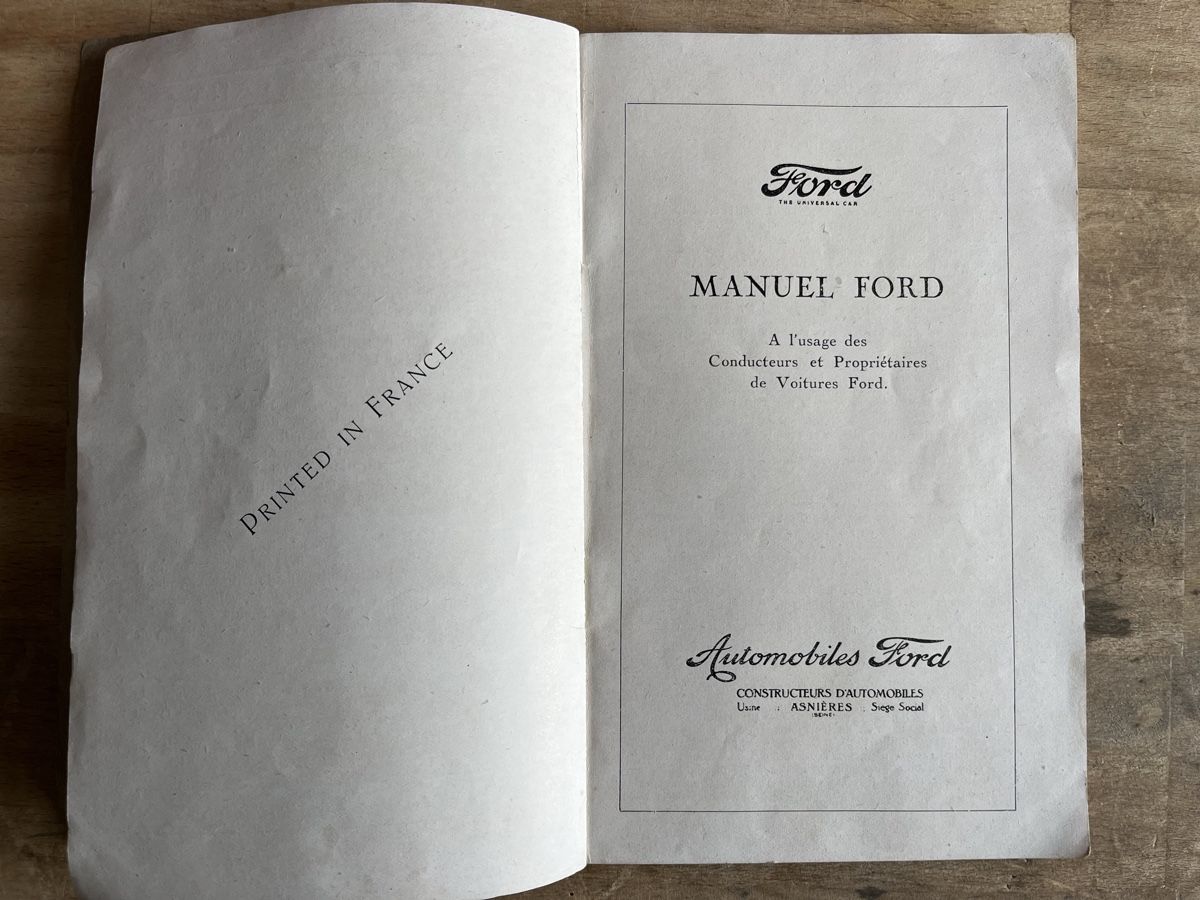 PRINTED IN FRANCE
Ford
THE UNIVERSAL CAR
MANUEL FORD
A l'usage des
Conducteurs et Propriétaires
de Voitures Ford.
Automobiles Ford
CONSTRUCTEURS D'AUTOMOBILES
Usine : ASNIÈRES : Siège Social
(SEINE)